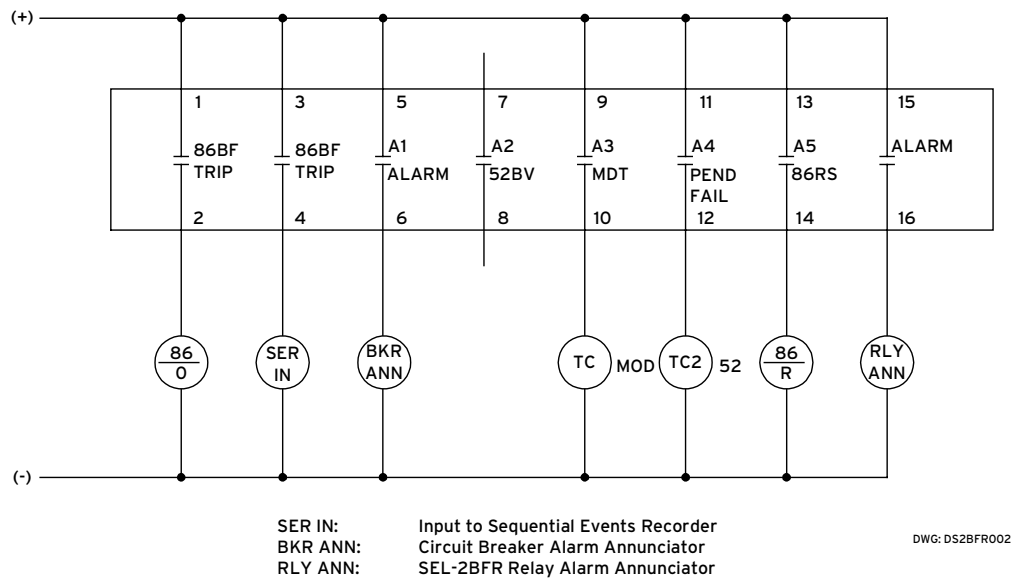 (+)
1 3 5 7 9 11 13 15
86BF TRIP
86BF TRIP
A1 ALARM
A2 52BV
A3 MDT
A4 PEND FAIL
A5 86RS
ALARM
2 4 6 8 10 12 14 16
86 O
SER IN
BKR ANN
TC MOD
TC2 52
86 R
RLY ANN
(-)
SER IN: Input to Sequential Events Recorder
BKR ANN: Circuit Breaker Alarm Annunciator
RLY ANN: SEL-2BFR Relay Alarm Annunciator
DWG: DS2BFR002